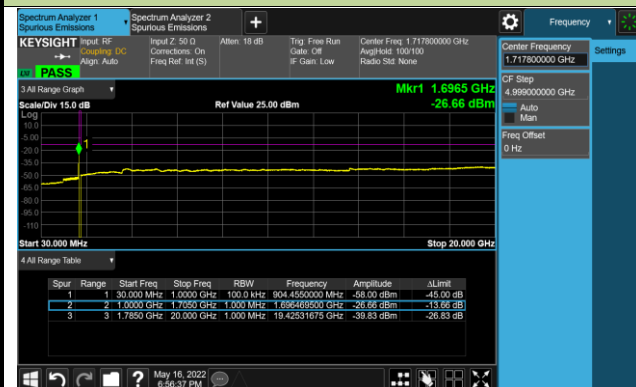 Spectrum Analyzer 1
Spurious Emissions
Spectrum Analyzer 2
Spurious Emissions
+
Frequency
KEYSIGHT
Input: RF
Coupling: DC
Align: Auto
Input Z: 50 Ω
Corrections: On
Freq Ref: Int (S)
Atten: 18 dB
Trig: Free Run
Gate: Off
IF Gain: Low
Center Freq: 1.717800000 GHz
Avg|Hold: 100/100
Radio Std: None
PASS
Center Frequency
1.717800000 GHz
Settings
CF Step
4.999000000 GHz
Auto
Man
Freq Offset
0 Hz
3 All Range Graph
Mkr1 1.6965 GHz
Scale/Div 15.0 dB
Ref Value 25.00 dBm
-26.66 dBm
Log
10.0
-5.00
-20.0
-35.0
-50.0
-65.0
-80.0
-95.0
-110
1
Start 30.000 MHz
Stop 20.000 GHz
4 All Range Table
Spur Range Start Freq Stop Freq RBW Frequency Amplitude ΔLimit
1 1 30.000 MHz 1.0000 GHz 100.0 kHz 904.4550000 MHz -58.00 dBm -45.00 dB
2 2 1.0000 GHz 1.7050 GHz 1.000 MHz 1.696469500 GHz -26.66 dBm -13.66 dB
3 3 1.7850 GHz 20.000 GHz 1.000 MHz 19.42531675 GHz -39.83 dBm -26.83 dB
?
May 16, 2022
6:56:37 PM